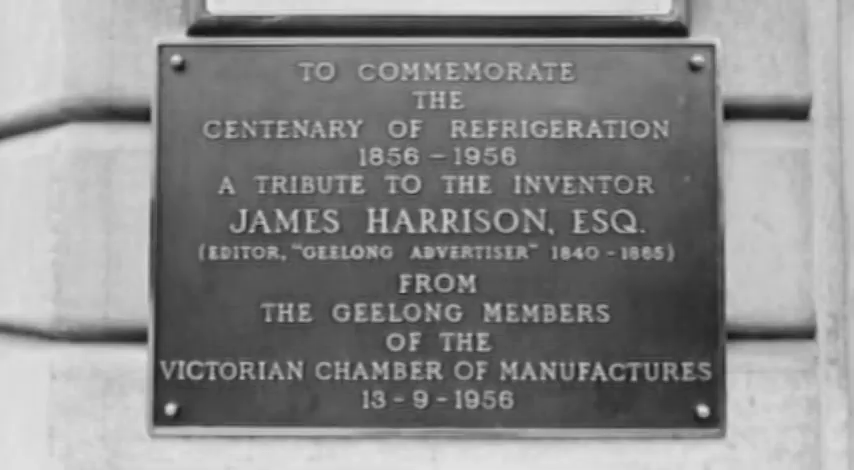 TO COMMEMORATE
THE
CENTENARY OF REFRIGERATION
1856 - 1956
A TRIBUTE TO THE INVENTOR
JAMES HARRISON, ESQ.
(EDITOR, "GEELONG ADVERTISER" 1840 - 1865)
FROM
THE GEELONG MEMBERS
OF THE
VICTORIAN CHAMBER OF MANUFACTURES
13 - 9 - 1956